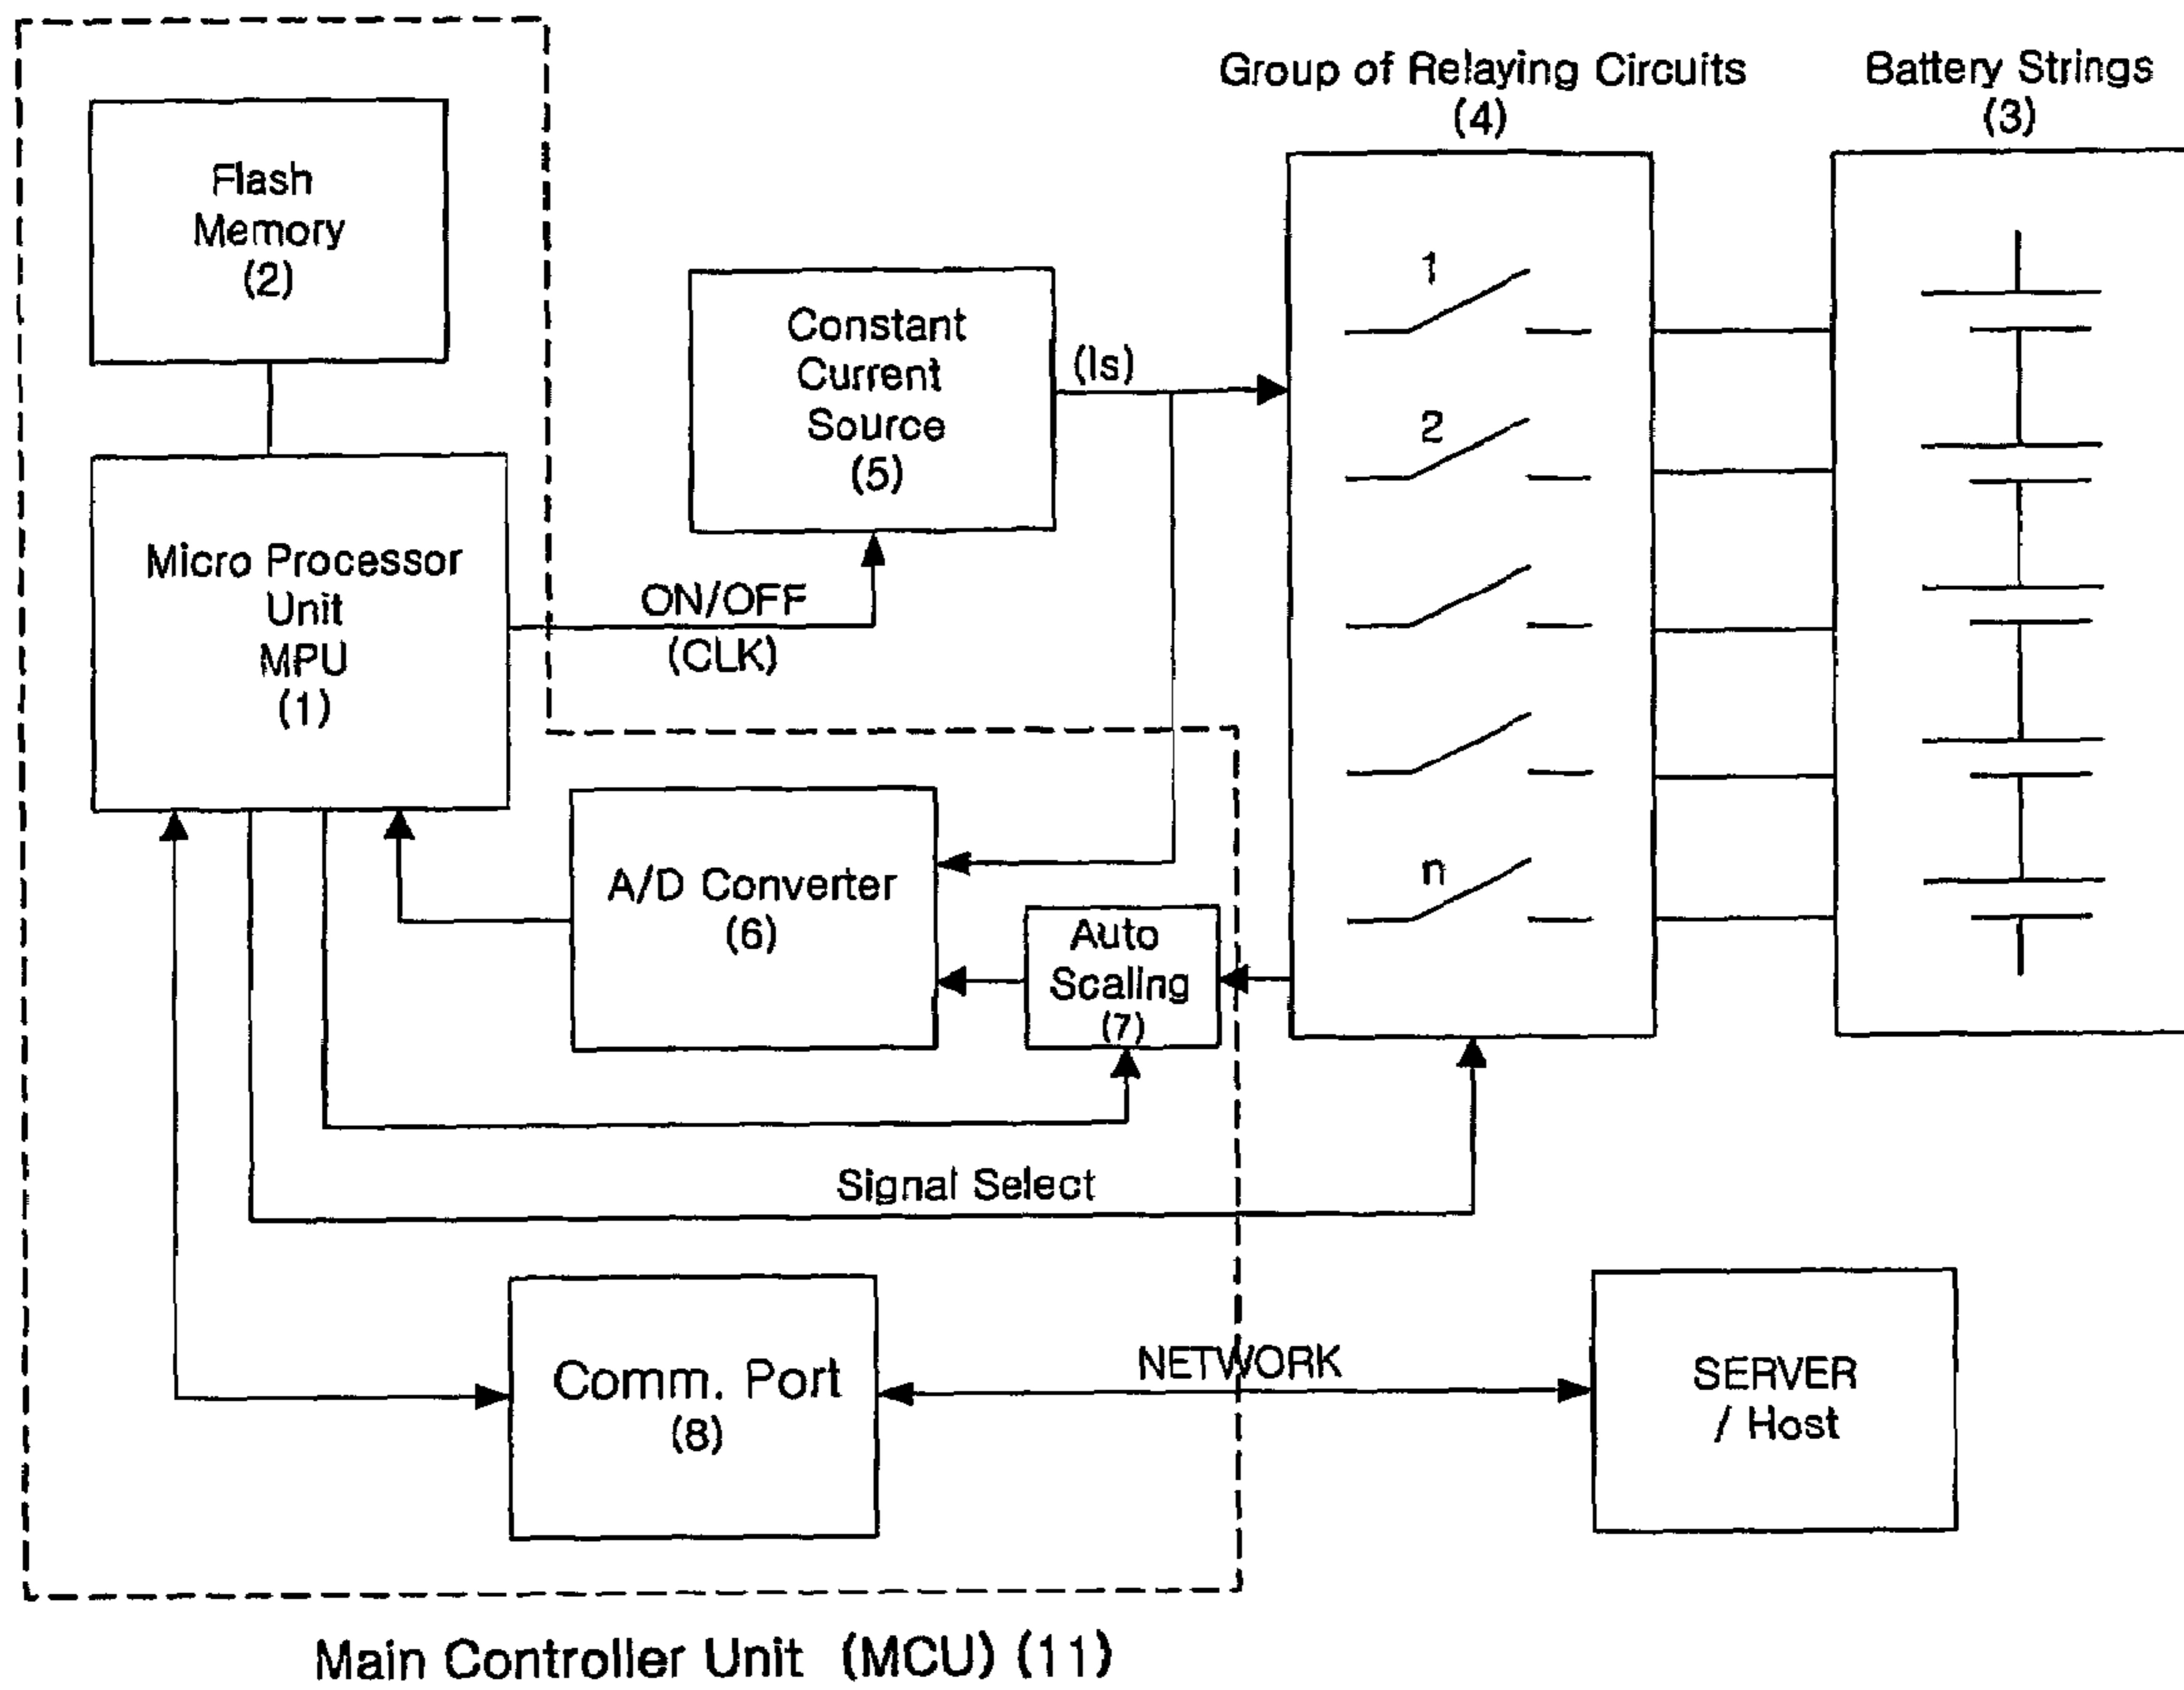 Group of Relaying Circuits
(4)
Battery Strings
(3)
Flash
Memory
(2)
Constant
Current
Source
(5)
(Is)
1
2
n
Micro Processor
Unit
MPU
(1)
ON/OFF
(CLK)
A/D Converter
(6)
Auto
Scaling
(7)
Signal Select
Comm. Port
(8)
NETWORK
SERVER
/ Host
Main Controller Unit (MCU) (11)